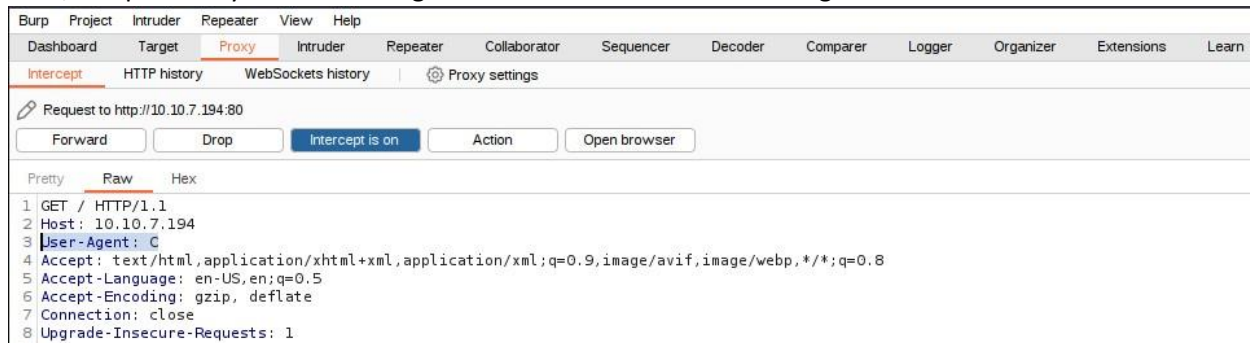 Burp Project Intruder Repeater View Help
Dashboard Target Proxy Intruder Repeater Collaborator Sequencer Decoder Comparer Logger Organizer Extensions Learn
Intercept HTTP history WebSockets history Proxy settings
Request to http://10.10.7.194:80
Forward Drop Intercept is on Action Open browser
Pretty Raw Hex
1 GET / HTTP/1.1
2 Host: 10.10.7.194
3 User-Agent: C
4 Accept: text/html,application/xhtml+xml,application/xml;q=0.9,image/avif,image/webp,*/*;q=0.8
5 Accept-Language: en-US,en;q=0.5
6 Accept-Encoding: gzip, deflate
7 Connection: close
8 Upgrade-Insecure-Requests: 1